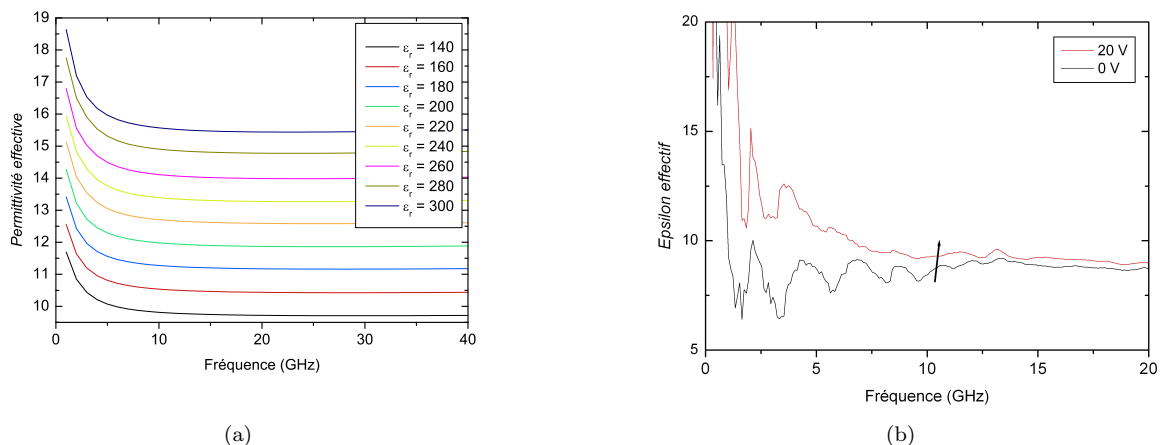 19
18
17
16
15
14
13
12
11
10
Permittivité effective
εr = 140
εr = 160
εr = 180
εr = 200
εr = 220
εr = 240
εr = 260
εr = 280
εr = 300
0 10 20 30 40
Fréquence (GHz)
(a)
20
15
10
5
Epsilon effectif
20 V
0 V
0 5 10 15 20
Fréquence (GHz)
(b)